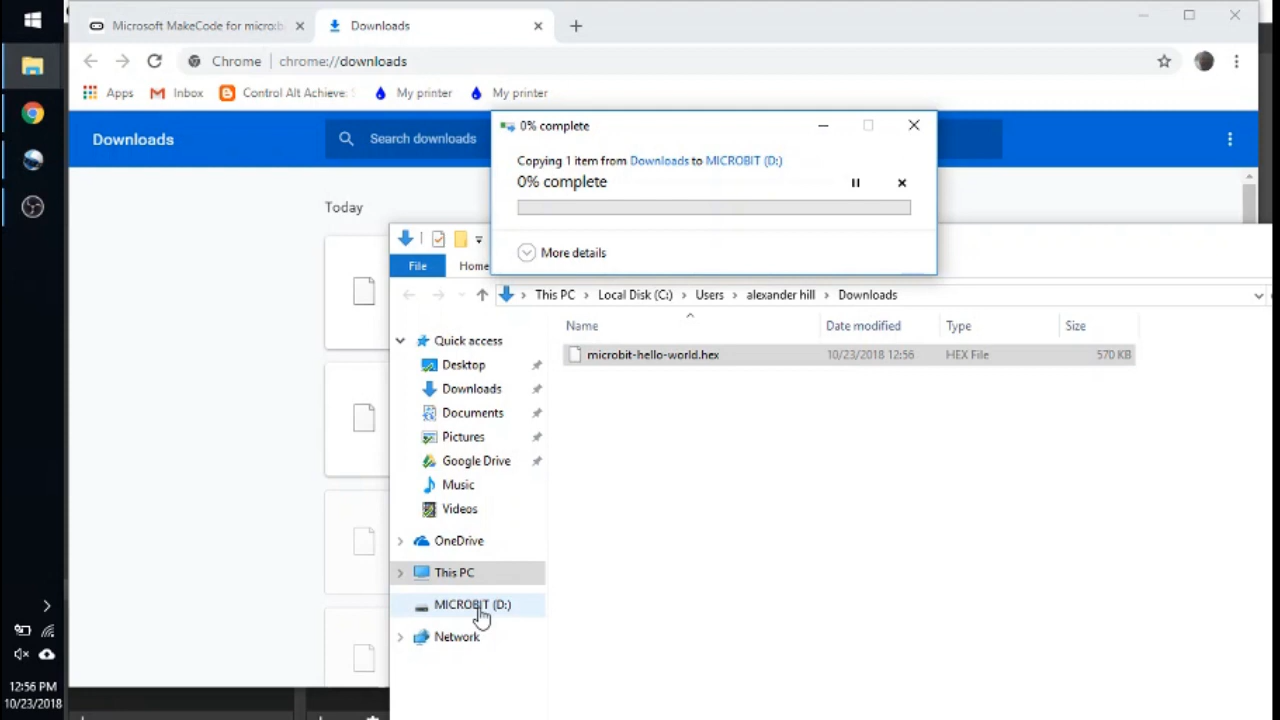 Microsoft MakeCode for micro:b
Downloads
Chrome | chrome://downloads
Apps
Inbox
Control Alt Achieve:
My printer
My printer
Downloads
Search downloads
Today
0% complete
Copying 1 item from Downloads to MICROBIT (D:)
0% complete
More details
File
Home
This PC > Local Disk (C:) > Users > alexander hill > Downloads
Name Date modified Type Size
microbit-hello-world.hex 10/23/2018 12:56 HEX File 570 KB
Quick access
Desktop
Downloads
Documents
Pictures
Google Drive
Music
Videos
OneDrive
This PC
MICROBIT (D:)
Network
12:56 PM
10/23/2018